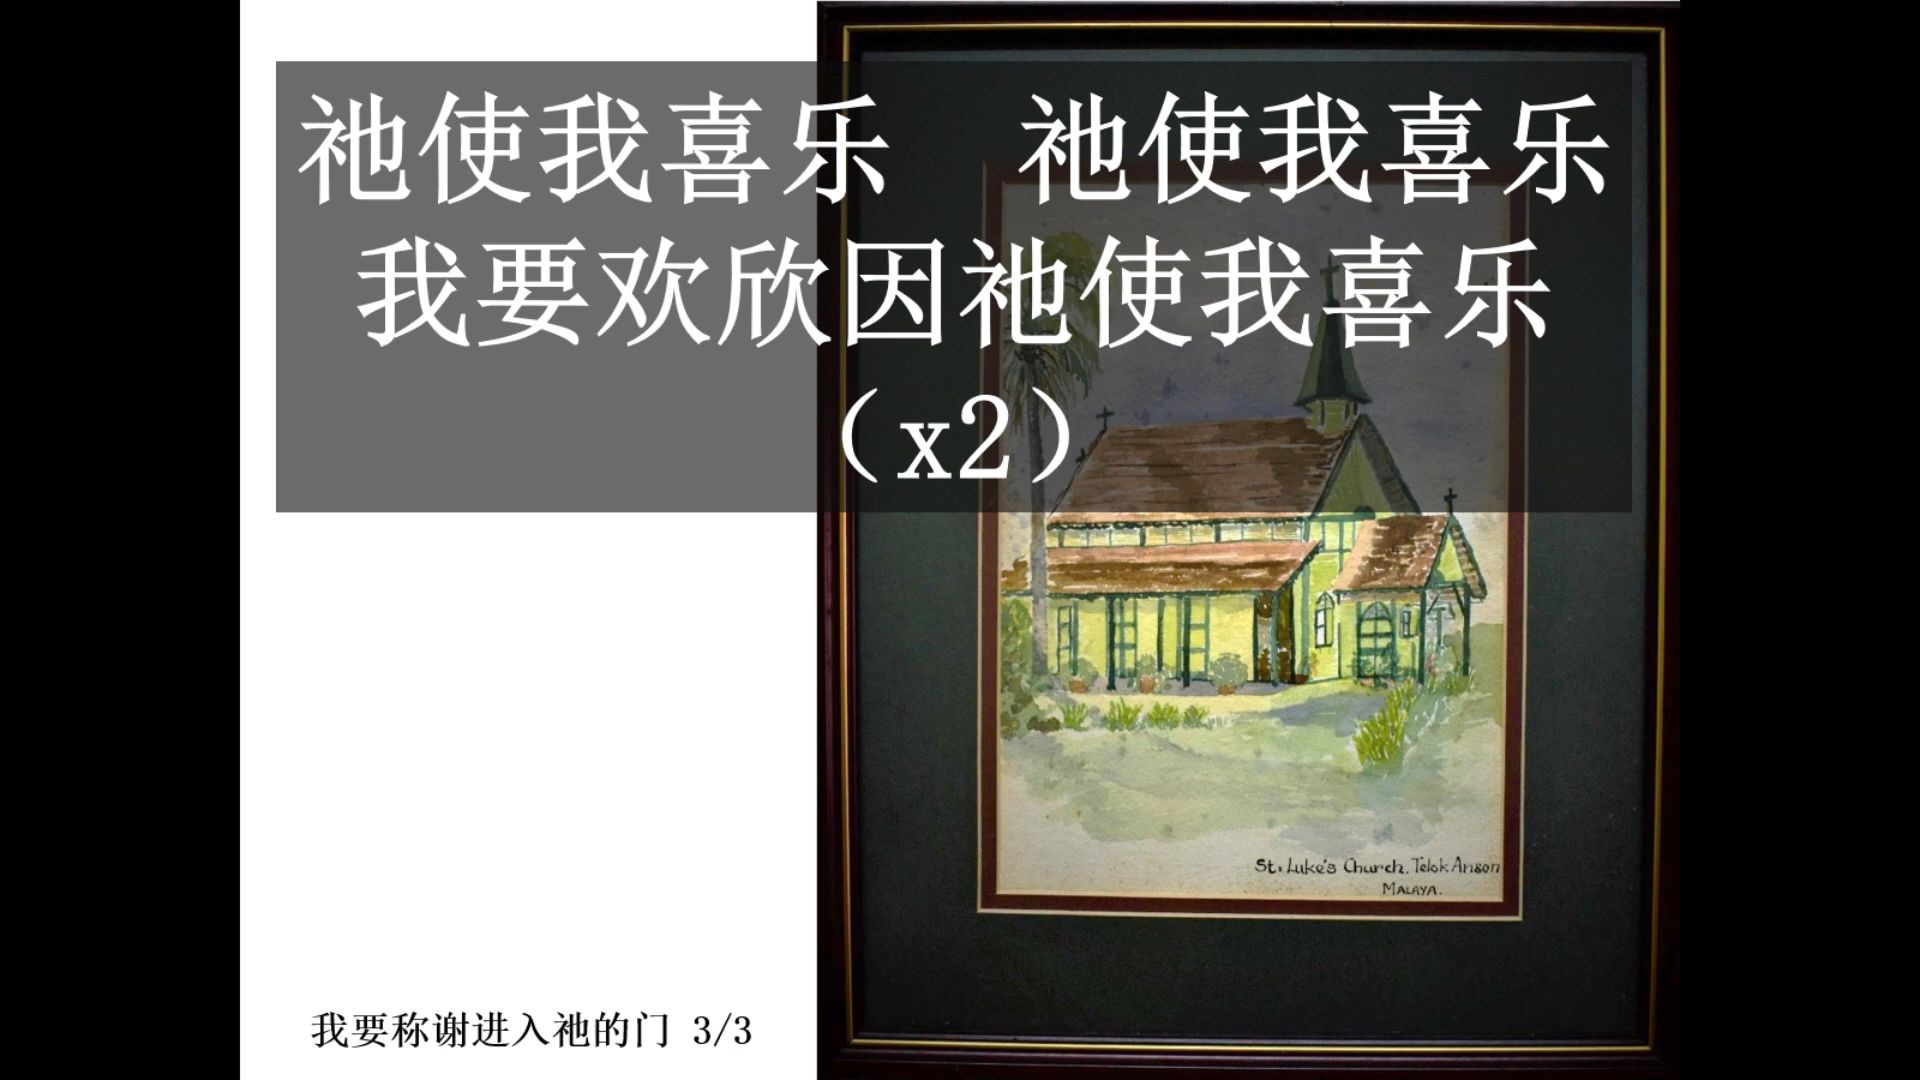 祂使我喜乐　祂使我喜乐
我要欢欣因祂使我喜乐
（x2）
St. Luke's Church. Telok Anson
MALAYA.
我要称谢进入祂的门 3/3